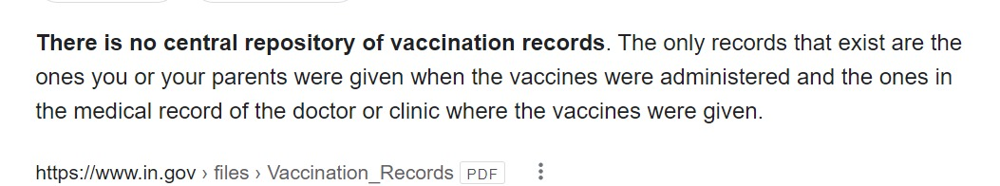 There is no central repository of vaccination records. The only records that exist are the
ones you or your parents were given when the vaccines were administered and the ones in
the medical record of the doctor or clinic where the vaccines were given.
https://www.in.gov › files › Vaccination_Records PDF